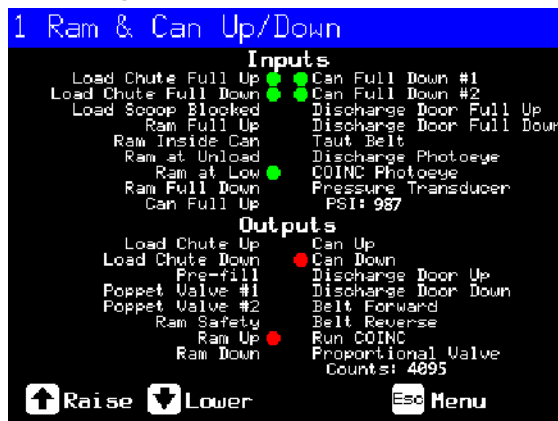 1 Ram & Can Up/Down
Inputs
Load Chute Full Up Can Full Down #1
Load Chute Full Down Can Full Down #2
Load Scoop Blocked Discharge Door Full Up
Ram Full Up Discharge Door Full Down
Ram Inside Can Taut Belt
Ram at Unload Discharge Photoeye
Ram at Low COINC Photoeye
Ram Full Down Pressure Transducer
Can Full Up PSI: 987
Outputs
Load Chute Up Can Up
Load Chute Down Can Down
Pre-fill Discharge Door Up
Poppet Valve #1 Discharge Door Down
Poppet Valve #2 Belt Forward
Ram Safety Belt Reverse
Ram Up Run COINC
Ram Down Proportional Valve
Counts: 4095
Raise Lower Esc Menu